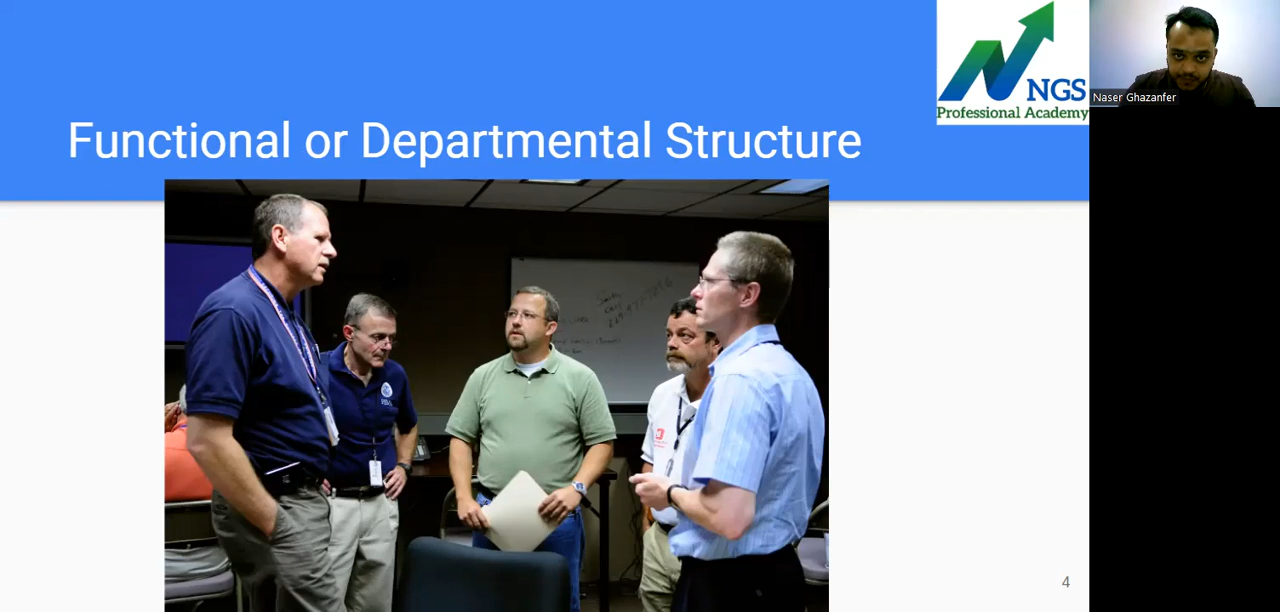 Functional or Departmental Structure
NGS
Professional Academy
Naser Ghazanfer
4